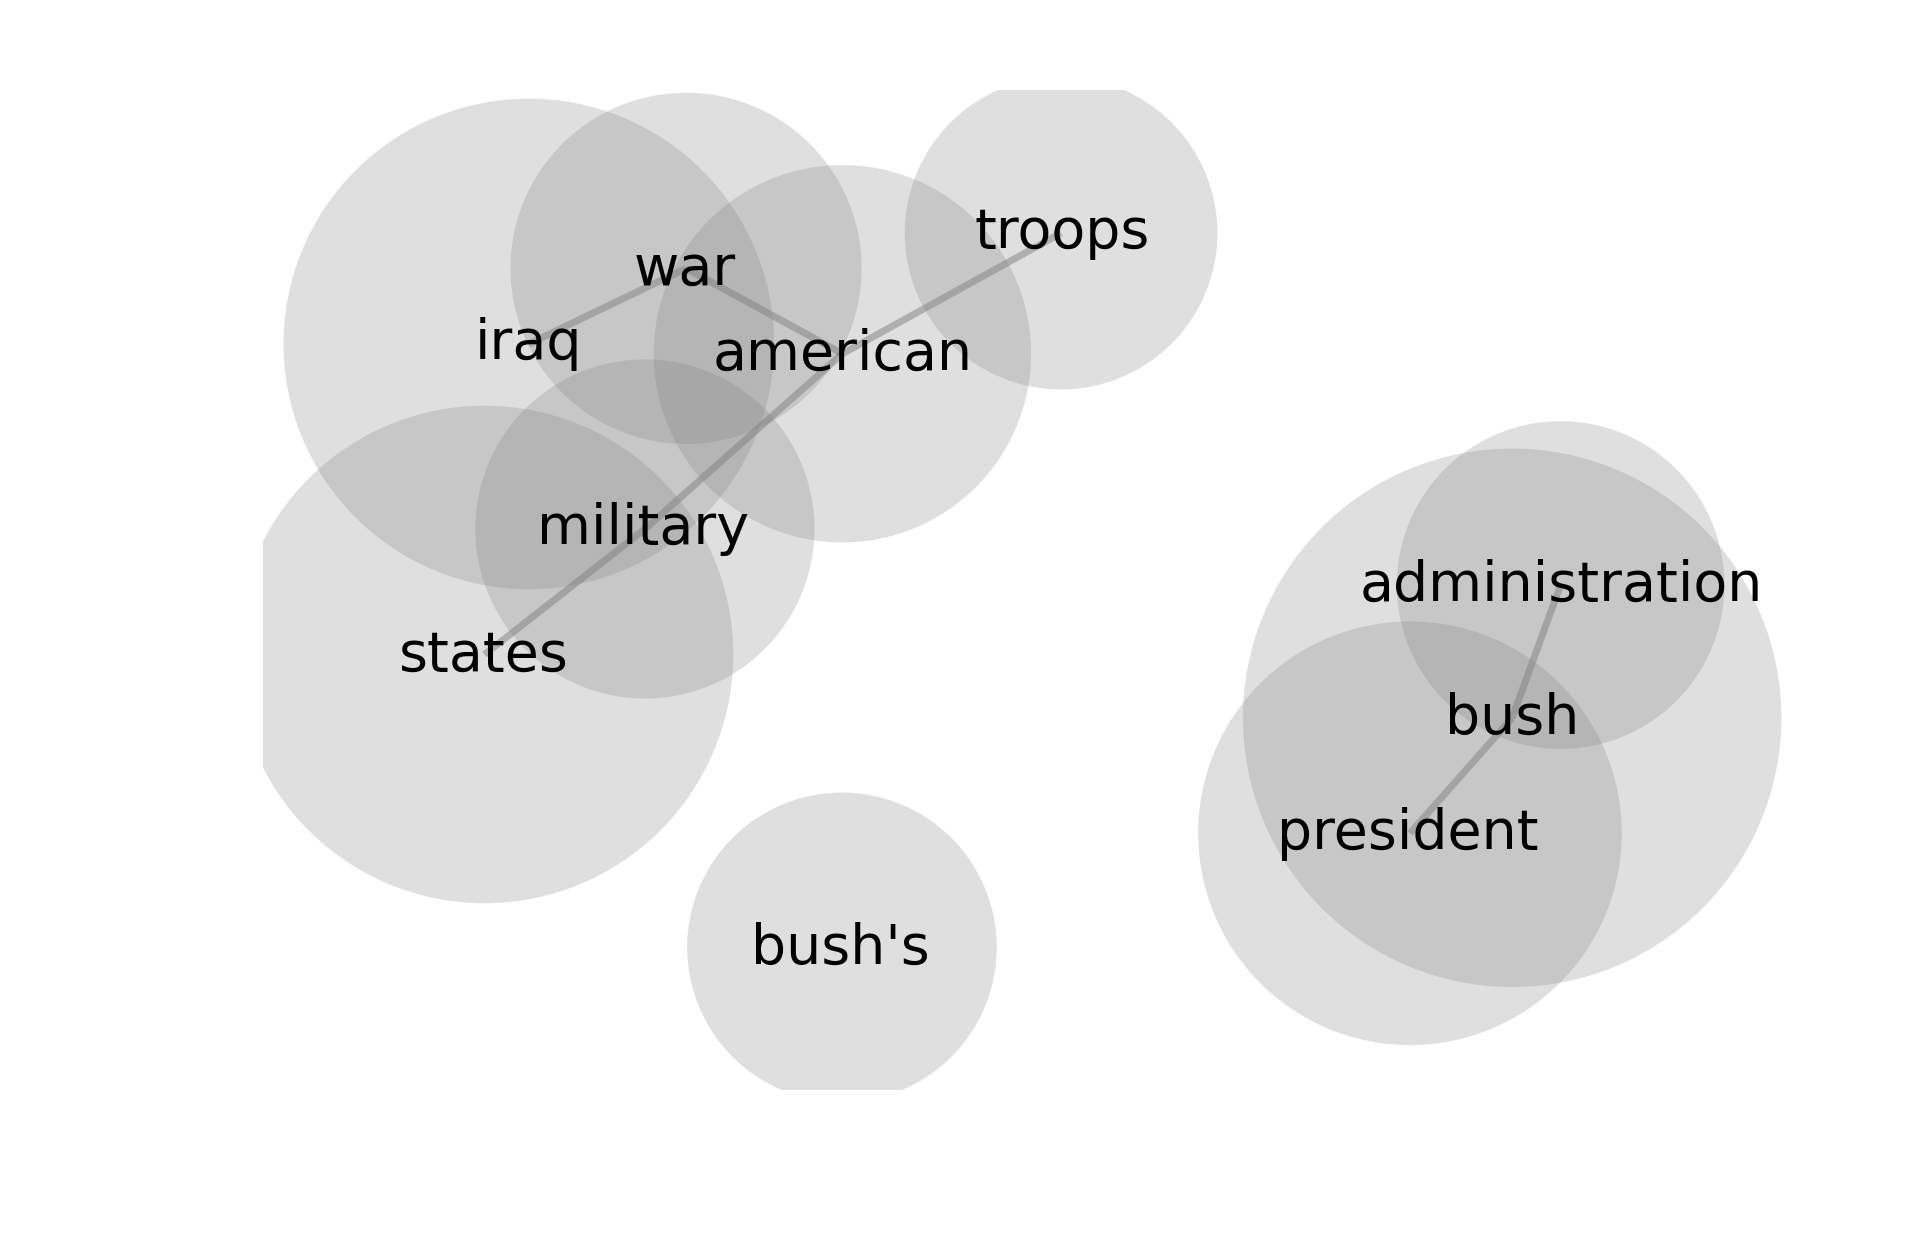 troops
war
iraq
american
military
administration
states
bush
president
bush's